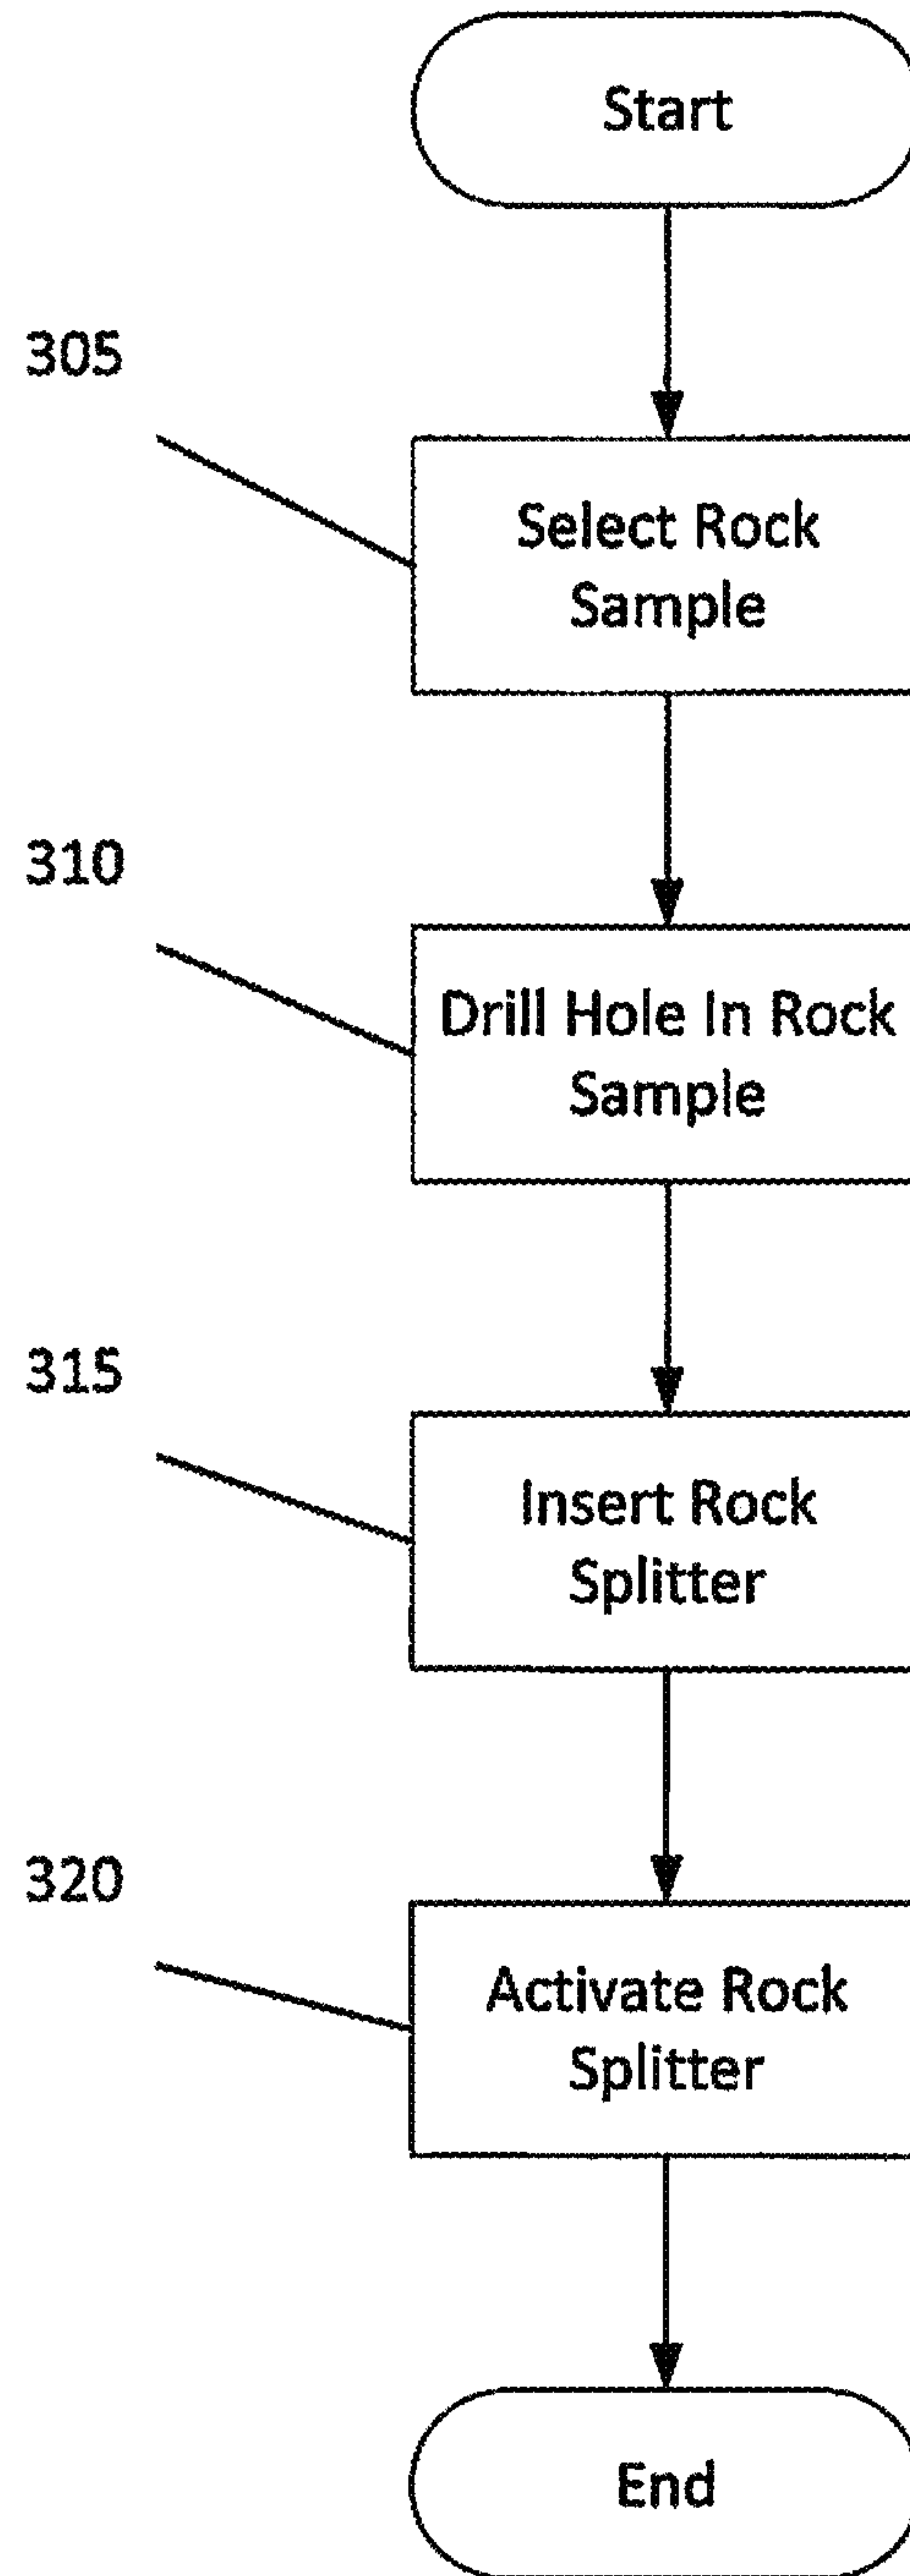 Start
305
Select Rock
Sample
310
Drill Hole In Rock
Sample
315
Insert Rock
Splitter
320
Activate Rock
Splitter
End